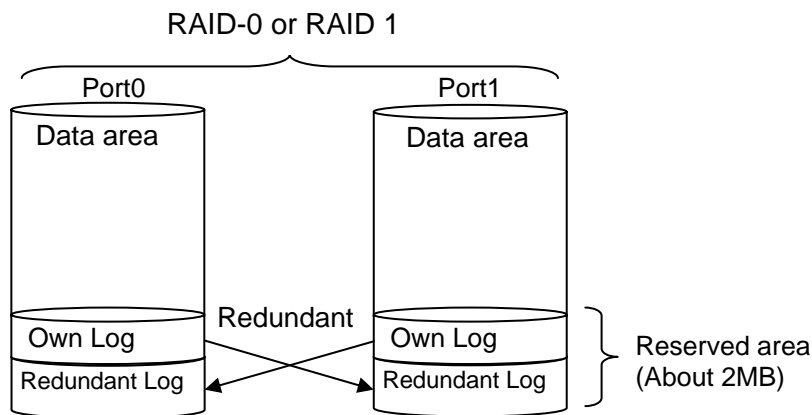 RAID-0 or RAID 1
Port0
Port1
Data area
Data area
Redundant
Own Log
Own Log
Redundant Log
Redundant Log
Reserved area
(About 2MB)